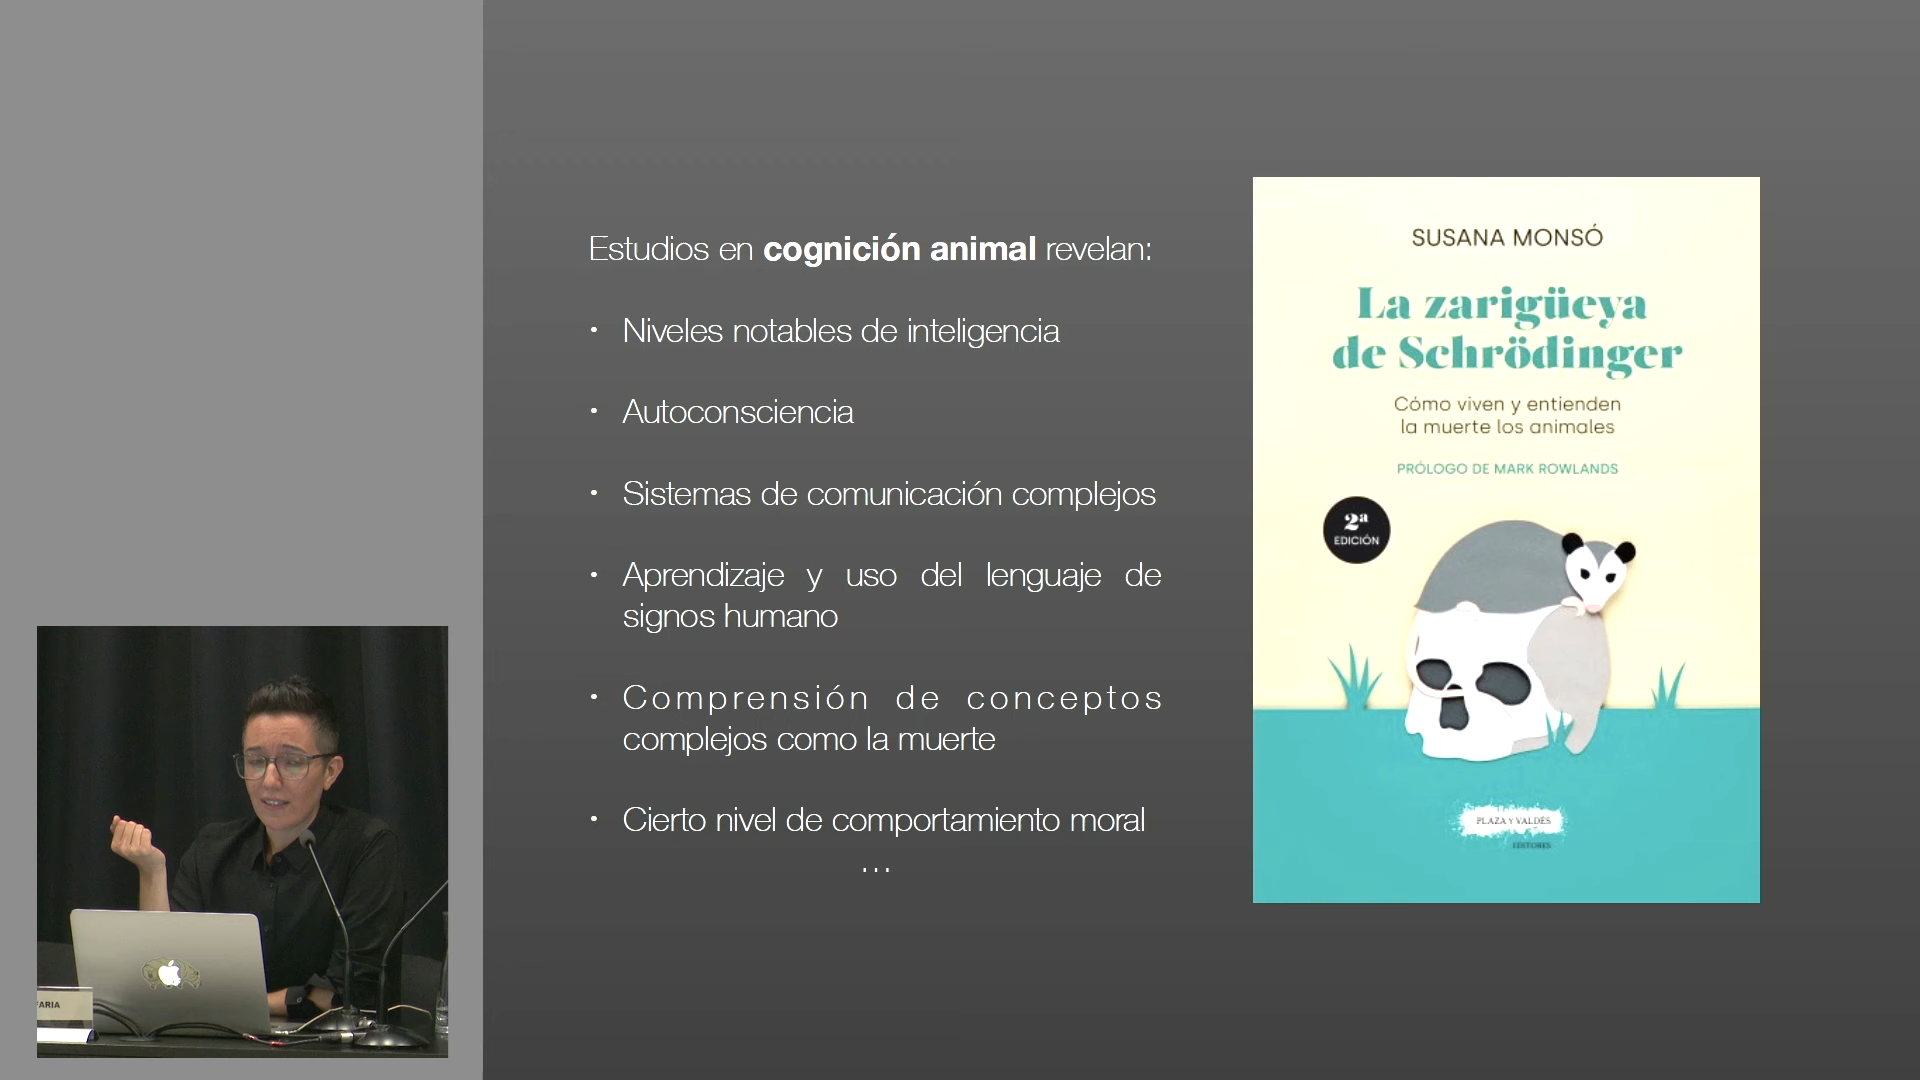 Estudios en cognición animal revelan:
• Niveles notables de inteligencia
• Autoconsciencia
• Sistemas de comunicación complejos
• Aprendizaje y uso del lenguaje de
signos humano
• Comprensión de conceptos
complejos como la muerte
• Cierto nivel de comportamiento moral
...
SUSANA MONSÓ
La zarigüeya
de Schrödinger
Cómo viven y entienden
la muerte los animales
PRÓLOGO DE MARK ROWLANDS
2ª
EDICIÓN
PLAZA Y VALDÉS
EDITORES
FARIA